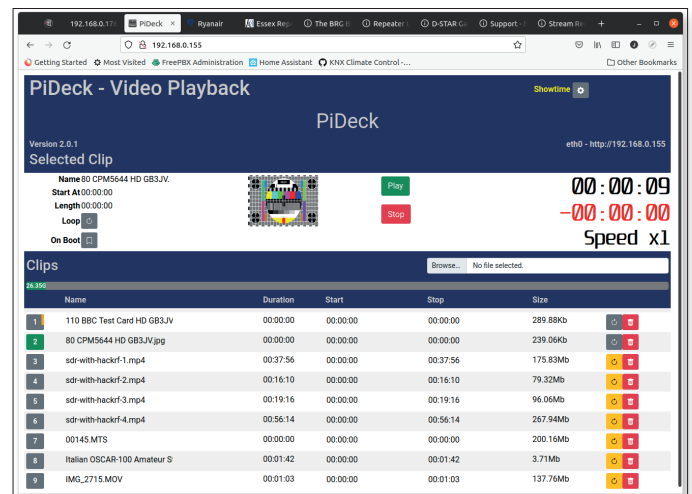 192.168.0.17 PiDeck × Ryanair Essex Rep The BRG B Repeater D-STAR Ga Support - Stream Re + – □ ×
192.168.0.155
Getting Started Most Visited FreePBX Administration Home Assistant KNX Climate Control -... Other Bookmarks
PiDeck - Video Playback Showtime
PiDeck
Version 2.0.1 eth0 - http://192.168.0.155
Selected Clip
Name 80 CPM5644 HD GB3JV.
Start At 00:00:00
Length 00:00:00
Loop
On Boot
Play
Stop
00:00:09
-00:00:00
Speed x1
Clips Browse... No file selected.
26.35G
Name Duration Start Stop Size
1 110 BBC Test Card HD GB3JV 00:00:00 00:00:00 00:00:00 289.88Kb
2 80 CPM5644 HD GB3JV.jpg 00:00:00 00:00:00 00:00:00 239.06Kb
3 sdr-with-hackrf-1.mp4 00:37:56 00:00:00 00:37:56 175.83Mb
4 sdr-with-hackrf-2.mp4 00:16:10 00:00:00 00:16:10 79.32Mb
5 sdr-with-hackrf-3.mp4 00:19:16 00:00:00 00:19:16 96.06Mb
6 sdr-with-hackrf-4.mp4 00:56:14 00:00:00 00:56:14 267.94Mb
7 00145.MTS 00:00:00 00:00:00 00:00:00 200.16Mb
8 Italian OSCAR-100 Amateur S 00:01:42 00:00:00 00:01:42 3.71Mb
9 IMG_2715.MOV 00:01:03 00:00:00 00:01:03 137.76Mb